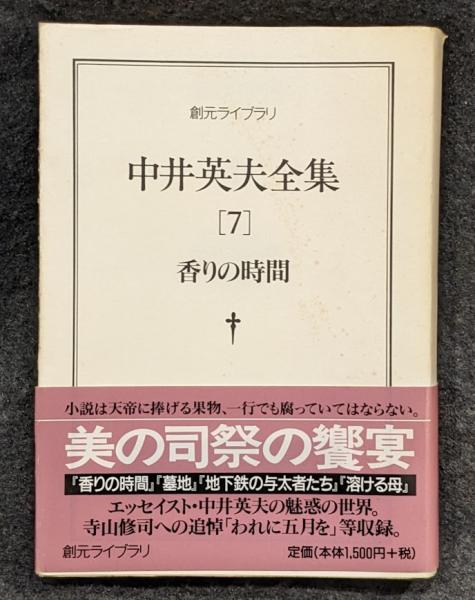 創元ライブラリ
中井英夫全集
[7]
香りの時間
†
小説は天帝に捧げる果物、一行でも腐っていてはならない。
美の司祭の饗宴
『香りの時間』『墓地』『地下鉄の与太者たち』『溶ける母』
エッセイスト・中井英夫の魅惑の世界。
寺山修司への追悼「われに五月を」等収録。
創元ライブラリ 定価(本体1,500円+税)